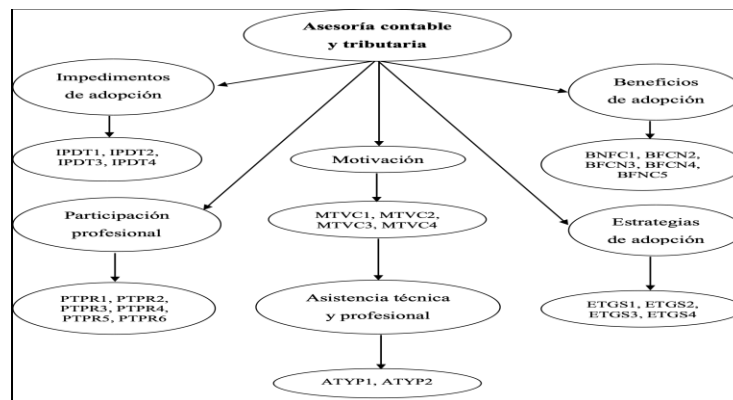 Asesoría contable
y tributaria
Impedimentos
de adopción
Beneficios
de adopción
IPDT1, IPDT2,
IPDT3, IPDT4
Motivación
BNFC1, BFCN2,
BFCN3, BFCN4,
BFNC5
Participación
profesional
MTVC1, MTVC2,
MTVC3, MTVC4
Estrategias
de adopción
PTPR1, PTPR2,
PTPR3, PTPR4,
PTPR5, PTPR6
Asistencia técnica
y profesional
ETGS1, ETGS2,
ETGS3, ETGS4
ATYP1, ATYP2